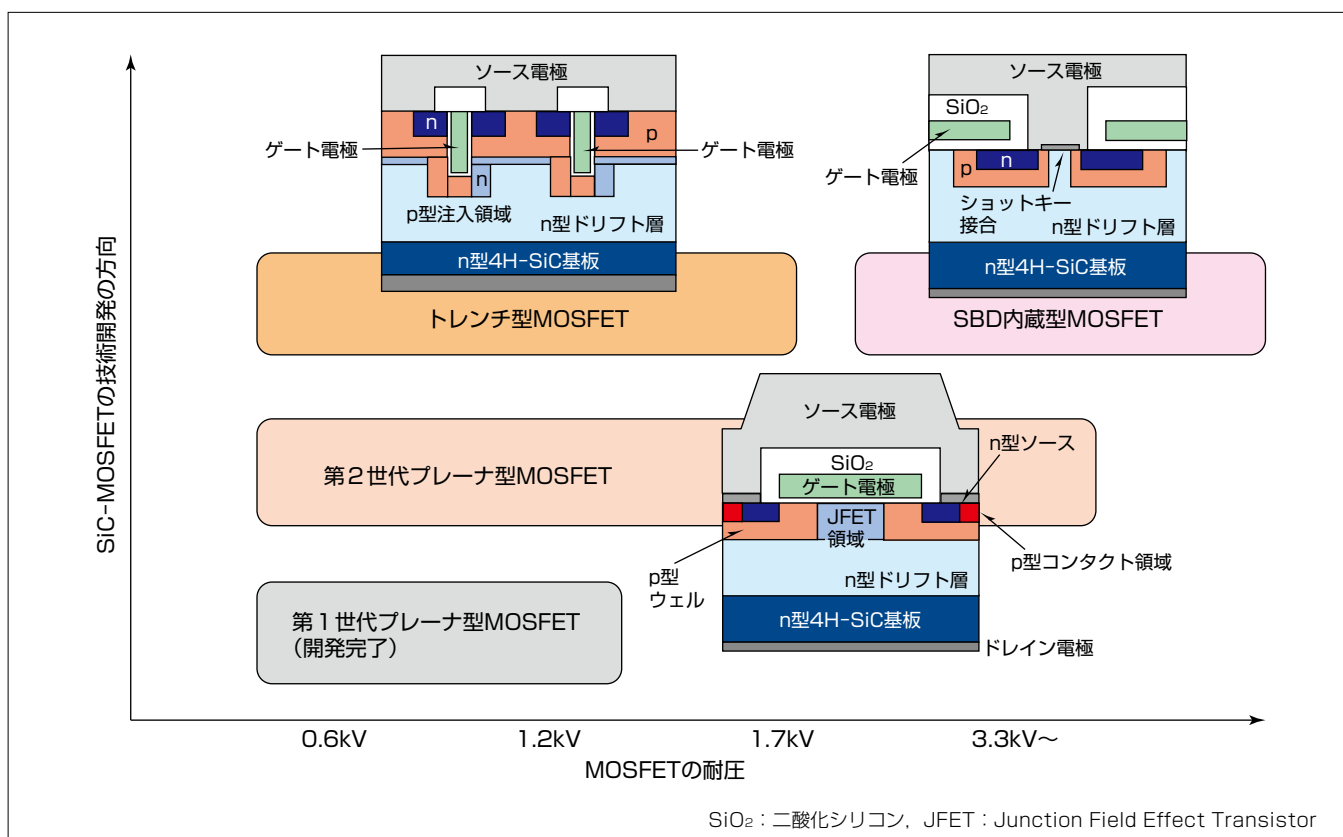 SiC-MOSFETの技術開発の方向
ソース電極
n
p
ゲート電極
ゲート電極
n
p型注入領域
n型ドリフト層
n型4H-SiC基板
トレンチ型MOSFET
ソース電極
SiO₂
ゲート電極
p
n
ショットキー
接合
n型ドリフト層
n型4H-SiC基板
SBD内蔵型MOSFET
第2世代プレーナ型MOSFET
ソース電極
SiO₂
ゲート電極
n型ソース
JFET
領域
p型
ウェル
p型コンタクト領域
n型ドリフト層
n型4H-SiC基板
ドレイン電極
第1世代プレーナ型MOSFET
(開発完了)
0.6kV 1.2kV 1.7kV 3.3kV～
MOSFETの耐圧
SiO₂：二酸化シリコン，JFET：Junction Field Effect Transistor